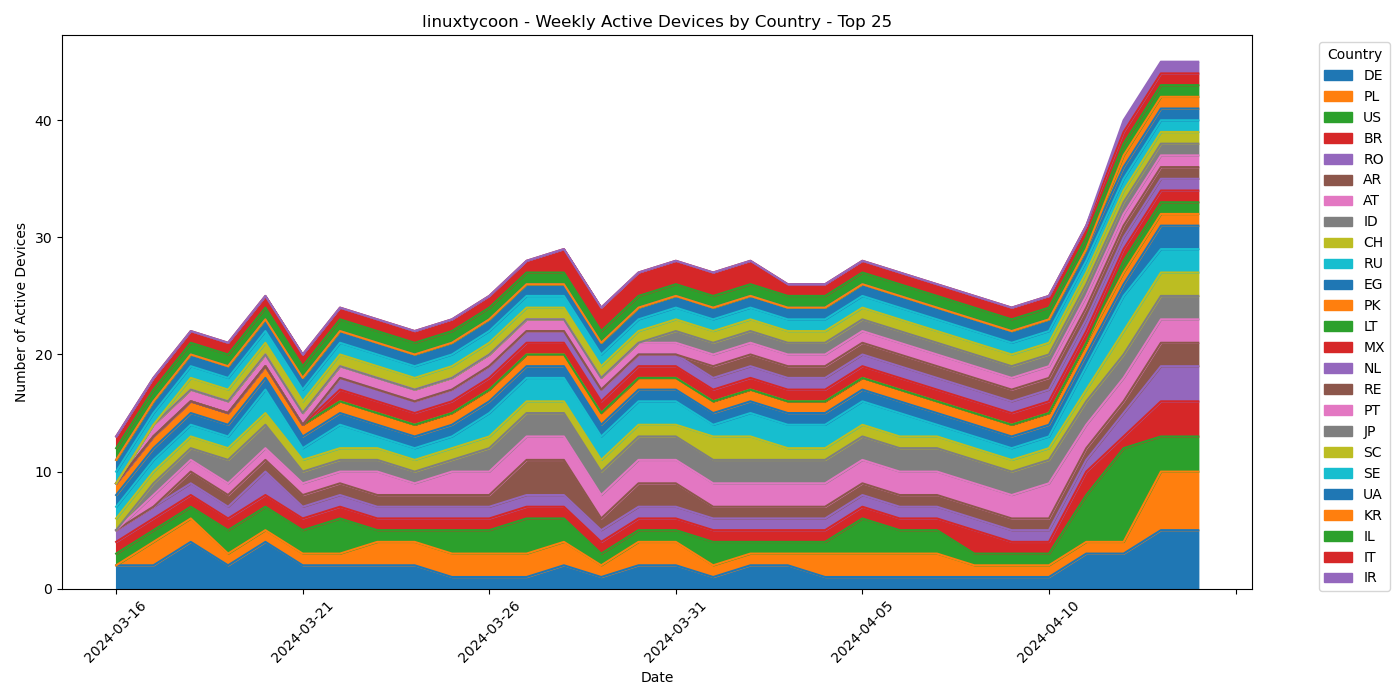 linuxtycoon - Weekly Active Devices by Country - Top 25
Number of Active Devices
40
30
20
10
0
2024-03-16
2024-03-21
2024-03-26
2024-03-31
2024-04-05
2024-04-10
Date
Country
DE
PL
US
BR
RO
AR
AT
ID
CH
RU
EG
PK
LT
MX
NL
RE
PT
JP
SC
SE
UA
KR
IL
IT
IR